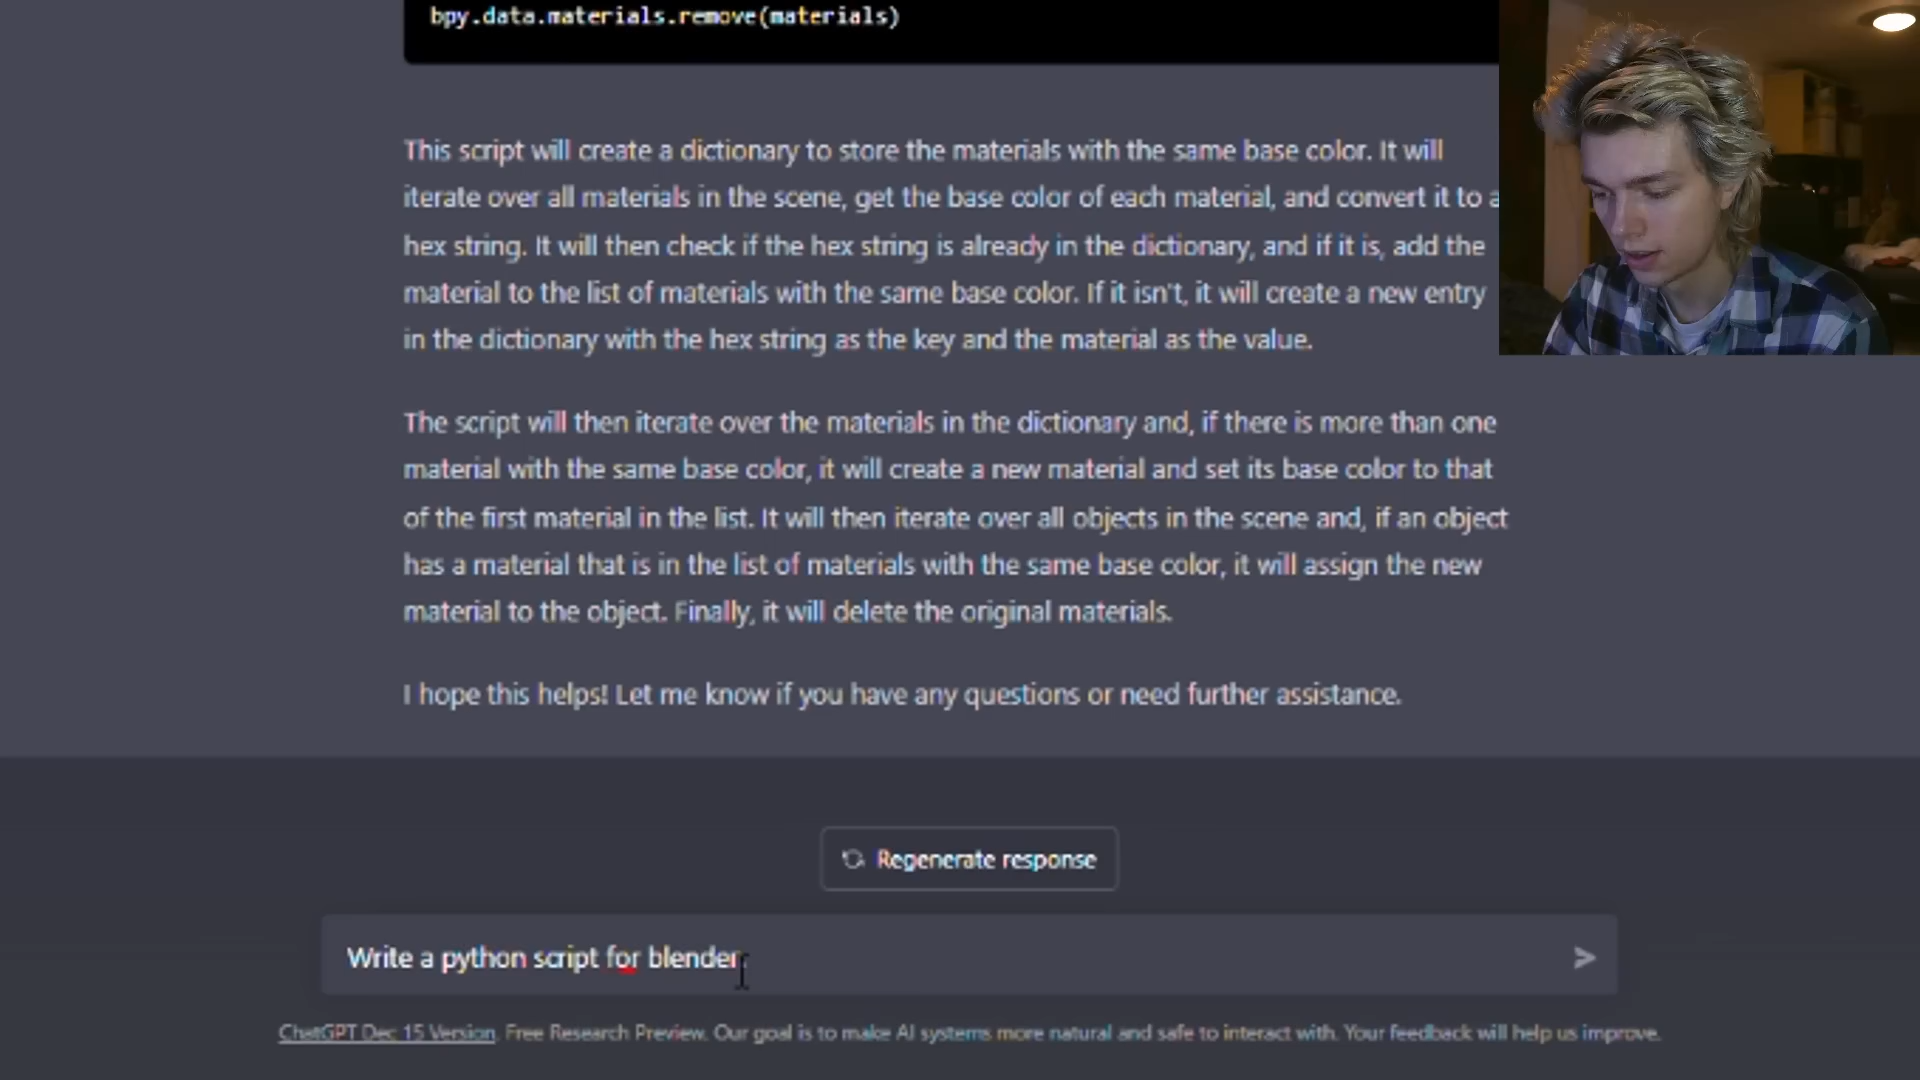 bpy.data.materials.remove(materials)
This script will create a dictionary to store the materials with the same base color. It will
iterate over all materials in the scene, get the base color of each material, and convert it to a
hex string. It will then check if the hex string is already in the dictionary, and if it is, add the
material to the list of materials with the same base color. If it isn't, it will create a new entry
in the dictionary with the hex string as the key and the material as the value.
The script will then iterate over the materials in the dictionary and, if there is more than one
material with the same base color, it will create a new material and set its base color to that
of the first material in the list. It will then iterate over all objects in the scene and, if an object
has a material that is in the list of materials with the same base color, it will assign the new
material to the object. Finally, it will delete the original materials.
I hope this helps! Let me know if you have any questions or need further assistance.
Regenerate response
Write a python script for blender
ChatGPT Dec 15 Version. Free Research Preview. Our goal is to make AI systems more natural and safe to interact with. Your feedback will help us improve.